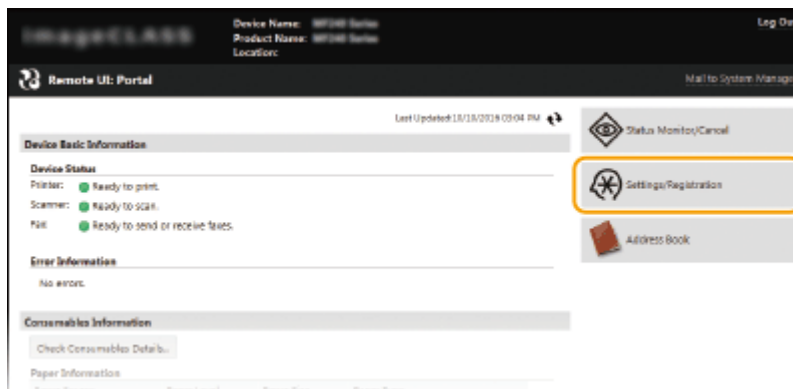 imageCLASS
Device Name:
Product Name:
Location:
Log Ou
Remote UI: Portal
Mail to System Manage
Last Updated:10/10/2016 03:04 PM
Device Basic Information
Device Status
Printer: Ready to print.
Scanner: Ready to scan.
Fax: Ready to send or receive faxes.
Error Information
No errors.
Consumables Information
Check Consumables Details..
Paper Information
Status Monitor/Cancel
Settings/Registration
Address Book